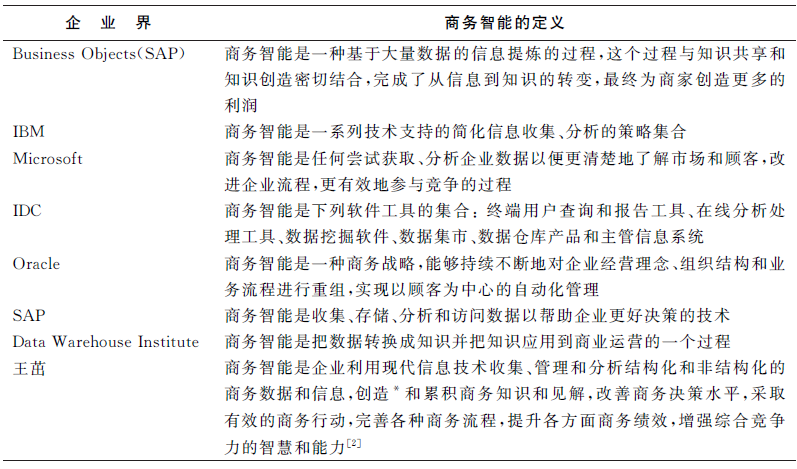 企 业 界 商务智能的定义
Business Objects(SAP) 商务智能是一种基于大量数据的信息提炼的过程,这个过程与知识共享和
知识创造密切结合,完成了从信息到知识的转变,最终为商家创造更多的
利润
IBM 商务智能是一系列技术支持的简化信息收集、分析的策略集合
Microsoft 商务智能是任何尝试获取、分析企业数据以便更清楚地了解市场和顾客,改
进企业流程,更有效地参与竞争的过程
IDC 商务智能是下列软件工具的集合:终端用户查询和报告工具、在线分析处
理工具、数据挖掘软件、数据集市、数据仓库产品和主管信息系统
Oracle 商务智能是一种商务战略,能够持续不断地对企业经营理念、组织结构和业
务流程进行重组,实现以顾客为中心的自动化管理
SAP 商务智能是收集、存储、分析和访问数据以帮助企业更好决策的技术
Data Warehouse Institute 商务智能是把数据转换成知识并把知识应用到商业运营的一个过程
王茁 商务智能是企业利用现代信息技术收集、管理和分析结构化和非结构化的
商务数据和信息,创造*和累积商务知识和见解,改善商务决策水平,采取
有效的商务行动,完善各种商务流程,提升各方面商务绩效,增强综合竞争
力的智慧和能力[2]